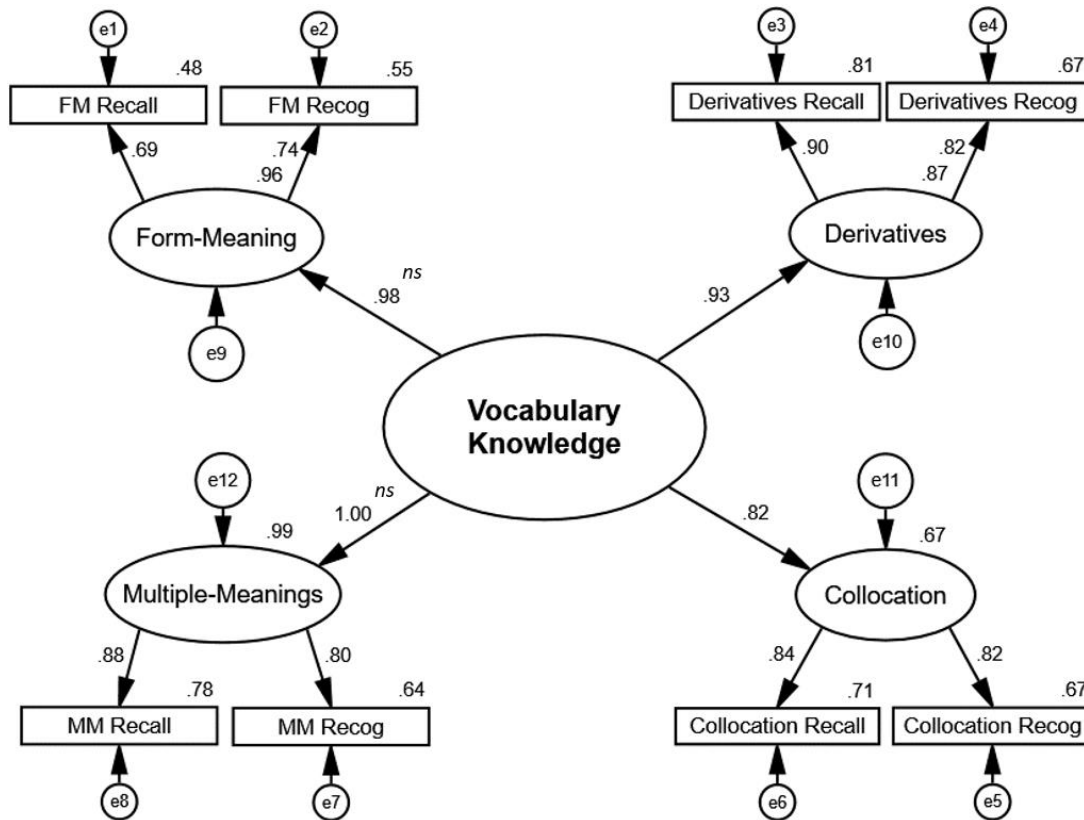 e1
e2
e3
e4
.48
.55
.81
.67
FM Recall
FM Recog
Derivatives Recall
Derivatives Recog
.69
.74
.96
.90
.82
.87
Form-Meaning
Derivatives
ns
.98
.93
e9
e10
Vocabulary
Knowledge
e12
e11
ns
1.00
.82
.99
.67
Multiple-Meanings
Collocation
.88
.80
.84
.82
.78
.64
.71
.67
MM Recall
MM Recog
Collocation Recall
Collocation Recog
e8
e7
e6
e5